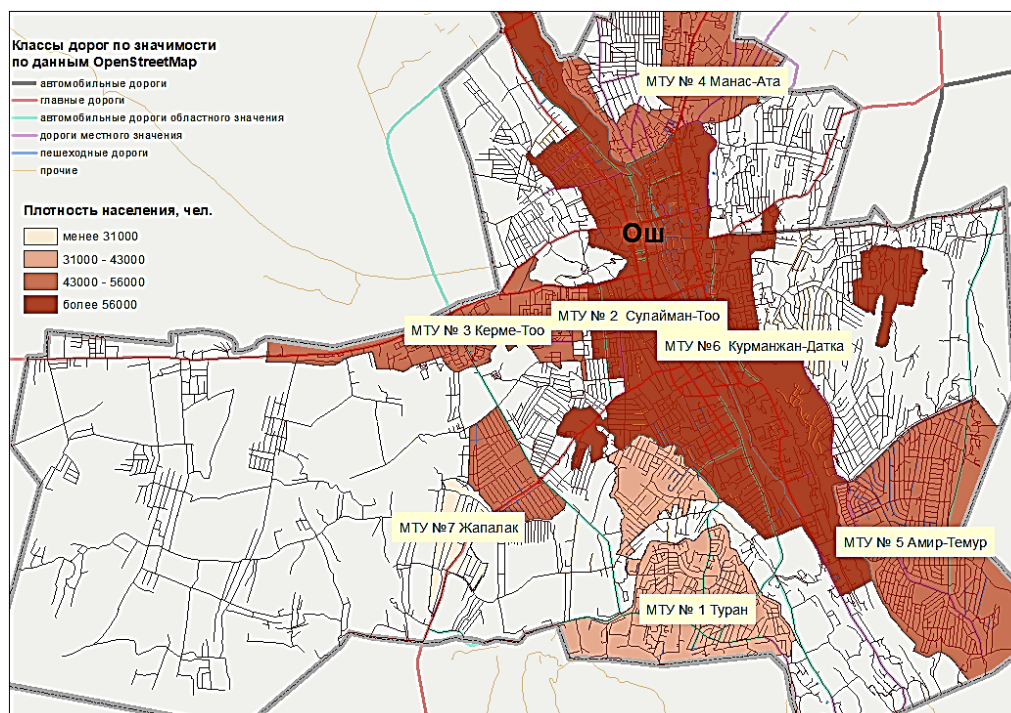 Классы дорог по значимости
по данным OpenStreetMap
автомобильные дороги
главные дороги
автомобильные дороги областного значения
дороги местного значения
пешеходные дороги
прочие
Плотность населения, чел.
менее 31000
31000 - 43000
43000 - 56000
более 56000
МТУ № 4 Манас-Ата
Ош
МТУ № 2 Сулайман-Тоо
МТУ № 3 Керме-Тоо
МТУ №6 Курманжан-Датка
МТУ №7 Жапалак
МТУ № 5 Амир-Темур
МТУ № 1 Туран